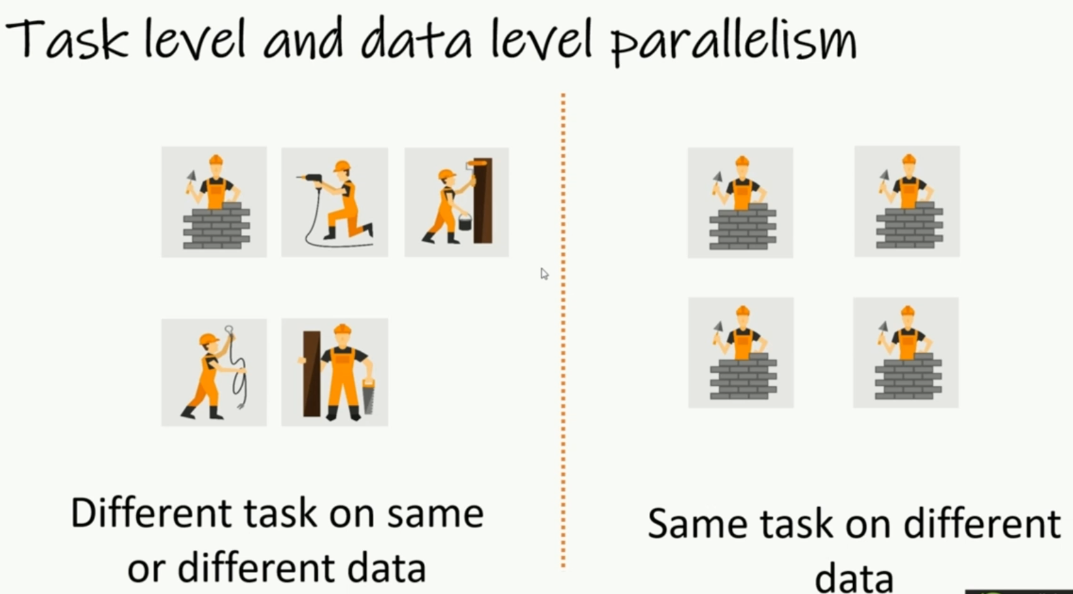 Task level and data level parallelism
Different task on same
or different data
Same task on different
data